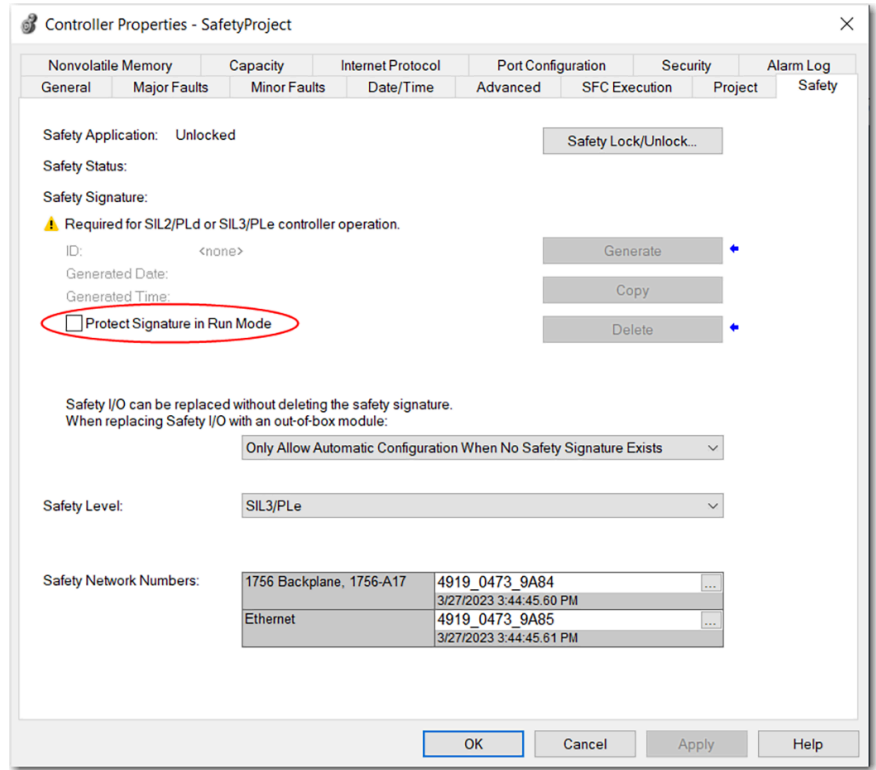 Controller Properties - SafetyProject
Nonvolatile Memory Capacity Internet Protocol Port Configuration Security Alarm Log
General Major Faults Minor Faults Date/Time Advanced SFC Execution Project Safety
Safety Application: Unlocked
Safety Lock/Unlock...
Safety Status:
Safety Signature:
Required for SIL2/PLd or SIL3/PLe controller operation.
ID: <none>
Generate
Generated Date:
Generated Time:
Copy
Protect Signature in Run Mode
Delete
Safety I/O can be replaced without deleting the safety signature.
When replacing Safety I/O with an out-of-box module:
Only Allow Automatic Configuration When No Safety Signature Exists
Safety Level: SIL3/PLe
Safety Network Numbers: 1756 Backplane, 1756-A17 4919_0473_9A84 ...
3/27/2023 3:44:45.60 PM
Ethernet 4919_0473_9A85 ...
3/27/2023 3:44:45.61 PM
OK Cancel Apply Help